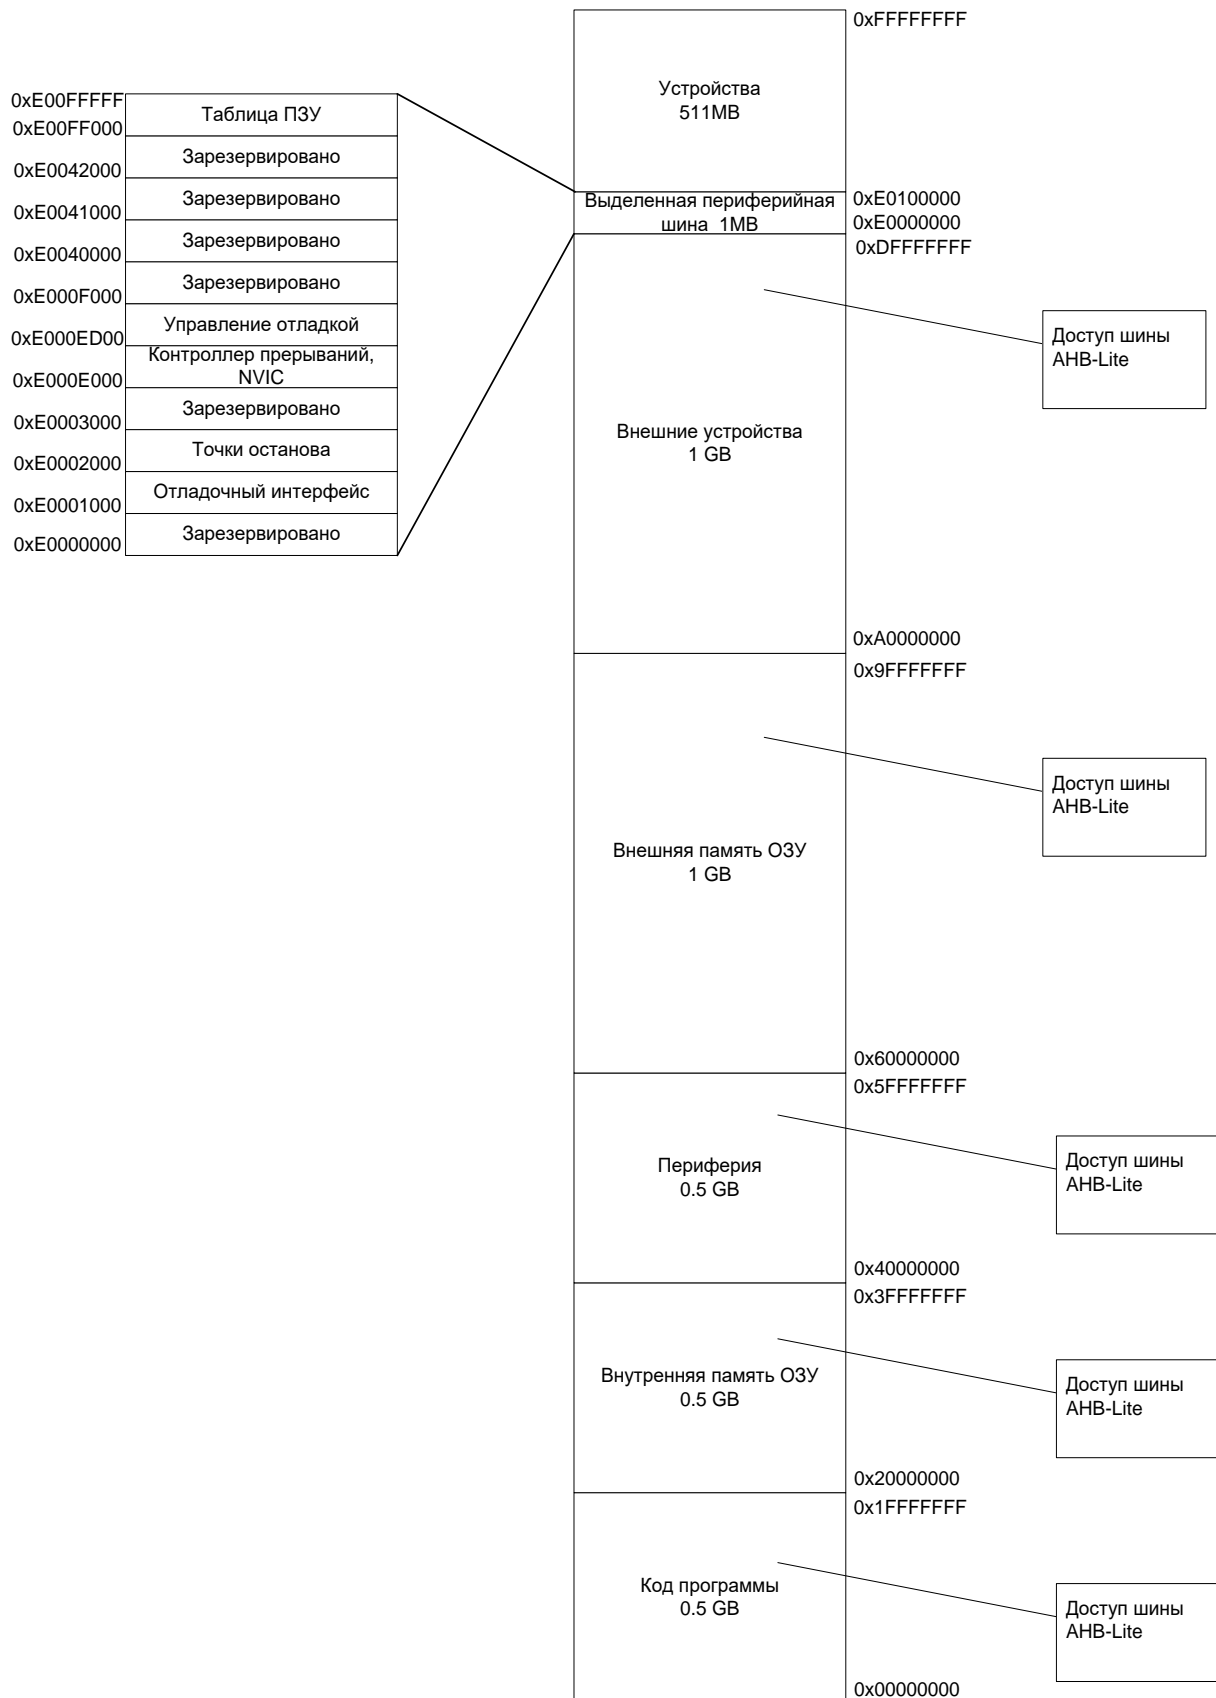 0xFFFFFFFF
Устройства
511MB
0xE00FFFFF
Таблица ПЗУ
0xE00FF000
Зарезервировано
0xE0042000
Зарезервировано
0xE0041000
Зарезервировано
0xE0040000
Зарезервировано
0xE000F000
Управление отладкой
0xE000ED00
Контроллер прерываний,
NVIC
0xE000E000
Зарезервировано
0xE0003000
Точки останова
0xE0002000
Отладочный интерфейс
0xE0001000
Зарезервировано
0xE0000000
Выделенная периферийная
шина 1MB
0xE0100000
0xE0000000
0xDFFFFFFF
Доступ шины
AHB-Lite
Внешние устройства
1 GB
0xA0000000
0x9FFFFFFF
Доступ шины
AHB-Lite
Внешняя память ОЗУ
1 GB
0x60000000
0x5FFFFFFF
Периферия
0.5 GB
Доступ шины
AHB-Lite
0x40000000
0x3FFFFFFF
Внутренняя память ОЗУ
0.5 GB
Доступ шины
AHB-Lite
0x20000000
0x1FFFFFFF
Код программы
0.5 GB
Доступ шины
AHB-Lite
0x00000000